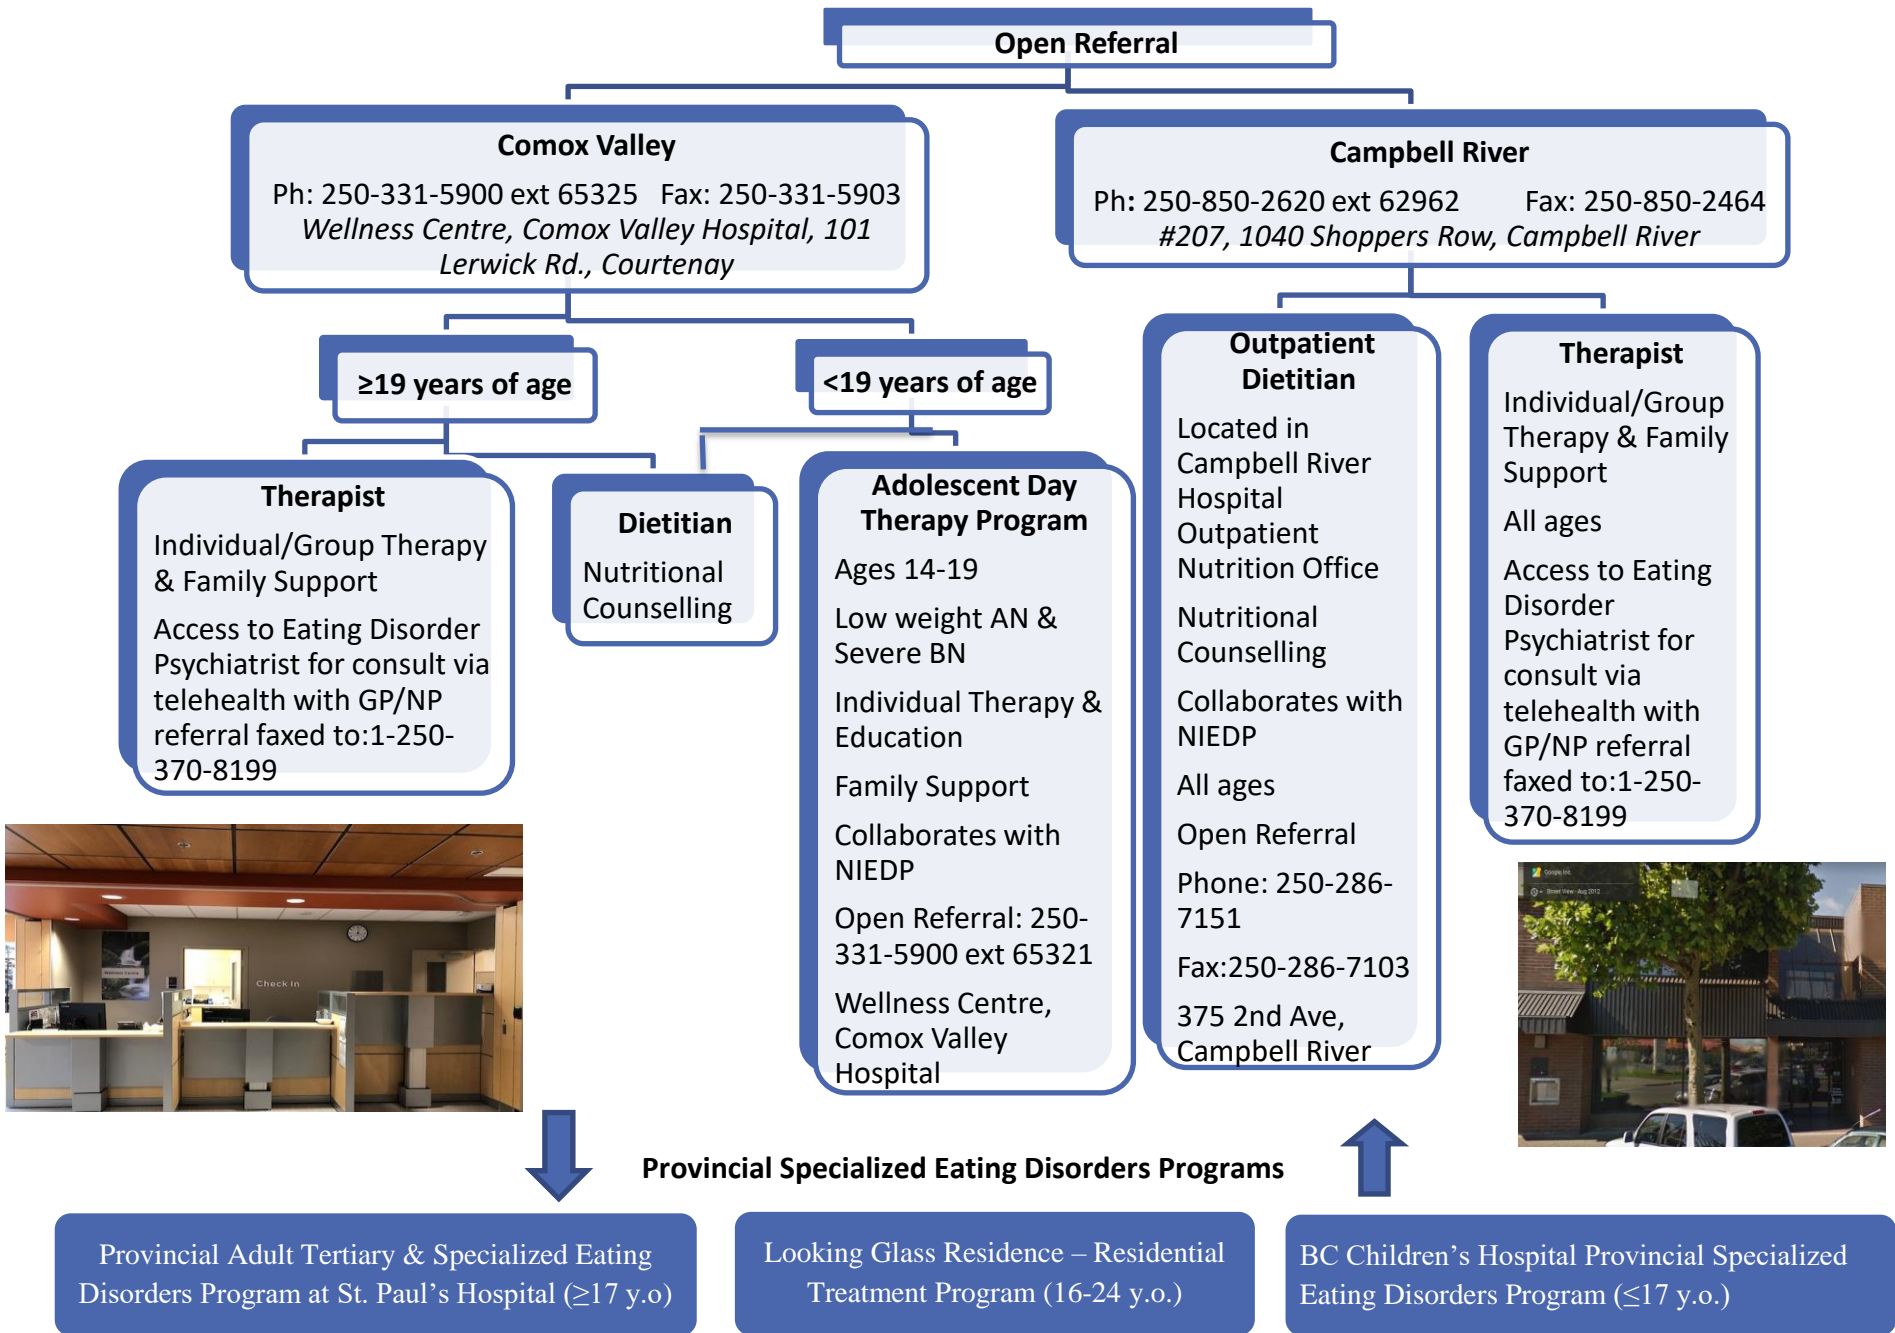 Open Referral
Comox Valley
Ph: 250-331-5900 ext 65325 Fax: 250-331-5903
Wellness Centre, Comox Valley Hospital, 101
Lerwick Rd., Courtenay
Campbell River
Ph: 250-850-2620 ext 62962 Fax: 250-850-2464
#207, 1040 Shoppers Row, Campbell River
≥19 years of age
<19 years of age
Therapist
Individual/Group Therapy
& Family Support
Access to Eating Disorder
Psychiatrist for consult via
telehealth with GP/NP
referral faxed to:1-250-
370-8199
Dietitian
Nutritional
Counselling
Adolescent Day
Therapy Program
Ages 14-19
Low weight AN &
Severe BN
Individual Therapy &
Education
Family Support
Collaborates with
NIEDP
Open Referral: 250-
331-5900 ext 65321
Wellness Centre,
Comox Valley
Hospital
Outpatient
Dietitian
Located in
Campbell River
Hospital
Outpatient
Nutrition Office
Nutritional
Counselling
Collaborates with
NIEDP
All ages
Open Referral
Phone: 250-286-
7151
Fax:250-286-7103
375 2nd Ave,
Campbell River
Therapist
Individual/Group
Therapy & Family
Support
All ages
Access to Eating
Disorder
Psychiatrist for
consult via
telehealth with
GP/NP referral
faxed to:1-250-
370-8199
Wellness Centre
Check In
Google Inc.
Street View - Aug 2012
Provincial Specialized Eating Disorders Programs
Provincial Adult Tertiary & Specialized Eating
Disorders Program at St. Paul’s Hospital (≥17 y.o)
Looking Glass Residence – Residential
Treatment Program (16-24 y.o.)
BC Children’s Hospital Provincial Specialized
Eating Disorders Program (≤17 y.o.)